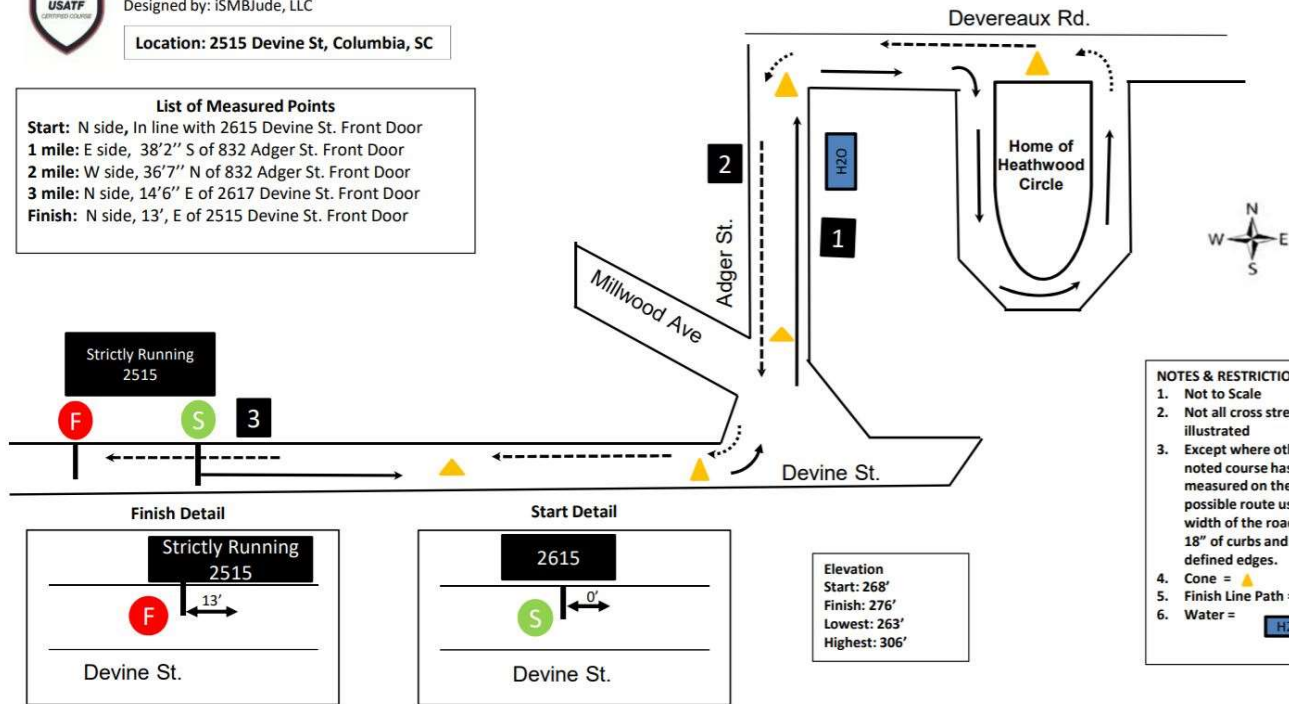 USATF
CERTIFIED COURSE
Designed by: iSMBJude, LLC
Location: 2515 Devine St, Columbia, SC
List of Measured Points
Start: N side, In line with 2615 Devine St. Front Door
1 mile: E side, 38’2’’ S of 832 Adger St. Front Door
2 mile: W side, 36’7’’ N of 832 Adger St. Front Door
3 mile: N side, 14’6’’ E of 2617 Devine St. Front Door
Finish: N side, 13’, E of 2515 Devine St. Front Door
Devereaux Rd.
Home of
Heathwood
Circle
H2O
2
1
Adger St.
Millwood Ave
N
W
E
S
Strictly Running
2515
F
S
3
Devine St.
Finish Detail
Strictly Running
2515
13’
F
Devine St.
Start Detail
2615
0’
S
Devine St.
Elevation
Start: 268’
Finish: 276’
Lowest: 263’
Highest: 306’
NOTES & RESTRICTIO
1. Not to Scale
2. Not all cross stre
illustrated
3. Except where oth
noted course has
measured on the
possible route us
width of the road
18” of curbs and
defined edges.
4. Cone =
5. Finish Line Path =
6. Water =
H2